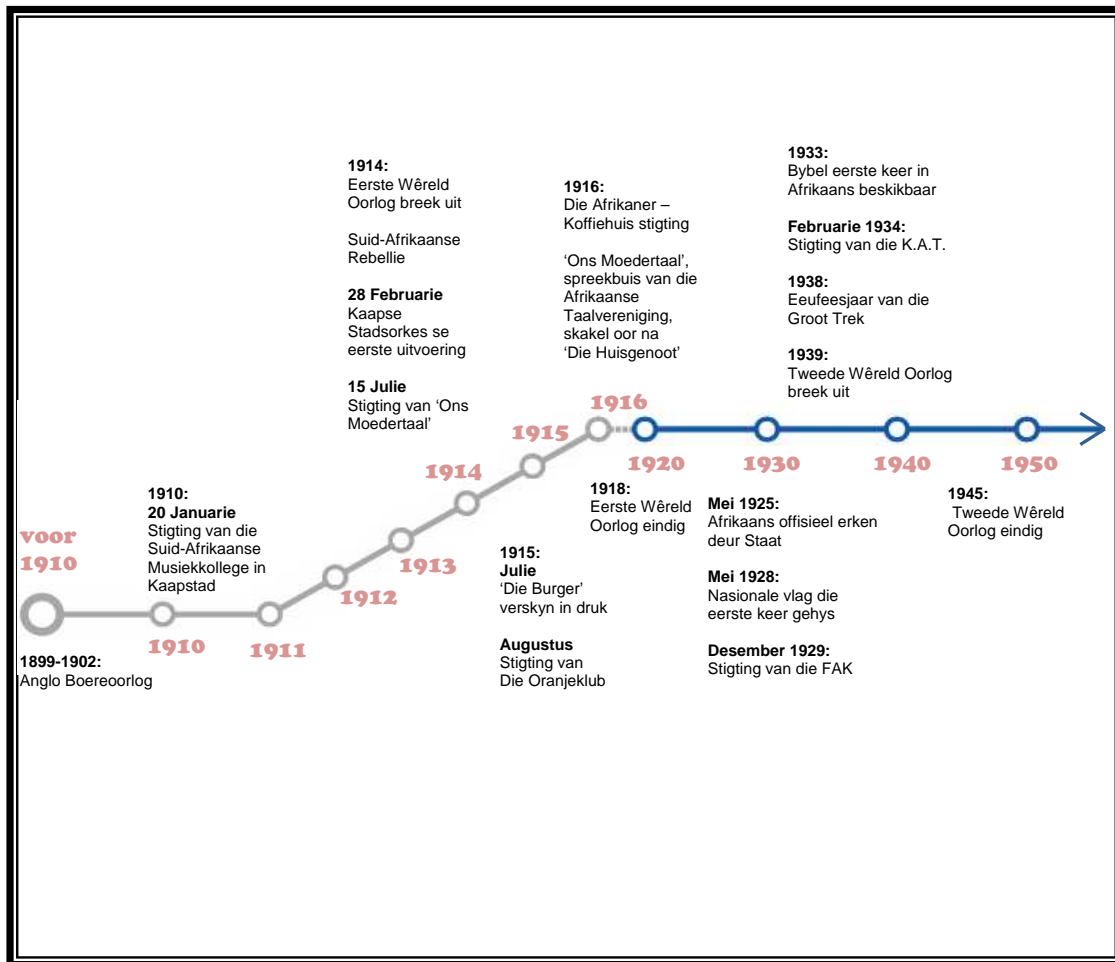 voor
1910
1899-1902:
Anglo Boereoorlog
1910:
20 Januarie
Stigting van die
Suid-Afrikaanse
Musiekkollege in
Kaapstad
1910
1911
1912
1913
1914
1915
1916
1914:
Eerste Wêreld
Oorlog breek uit
Suid-Afrikaanse
Rebellie
28 Februarie
Kaapse
Stadsorkes se
eerste uitvoering
15 Julie
Stigting van ‘Ons
Moedertaal’
1915:
Julie
‘Die Burger’
verskyn in druk
Augustus
Stigting van
Die Oranjeklub
1916:
Die Afrikaner –
Koffiehuis stigting
‘Ons Moedertaal’,
spreekbuis van die
Afrikaanse
Taalvereniging,
skakel oor na
‘Die Huisgenoot’
1920
1930
1940
1950
1918:
Eerste Wêreld
Oorlog eindig
Mei 1925:
Afrikaans offisieel erken
deur Staat
Mei 1928:
Nasionale vlag die
eerste keer gehys
Desember 1929:
Stigting van die FAK
1933:
Bybel eerste keer in
Afrikaans beskikbaar
Februarie 1934:
Stigting van die K.A.T.
1938:
Eeufeesjaar van die
Groot Trek
1939:
Tweede Wêreld Oorlog
breek uit
1945:
Tweede Wêreld
Oorlog eindig